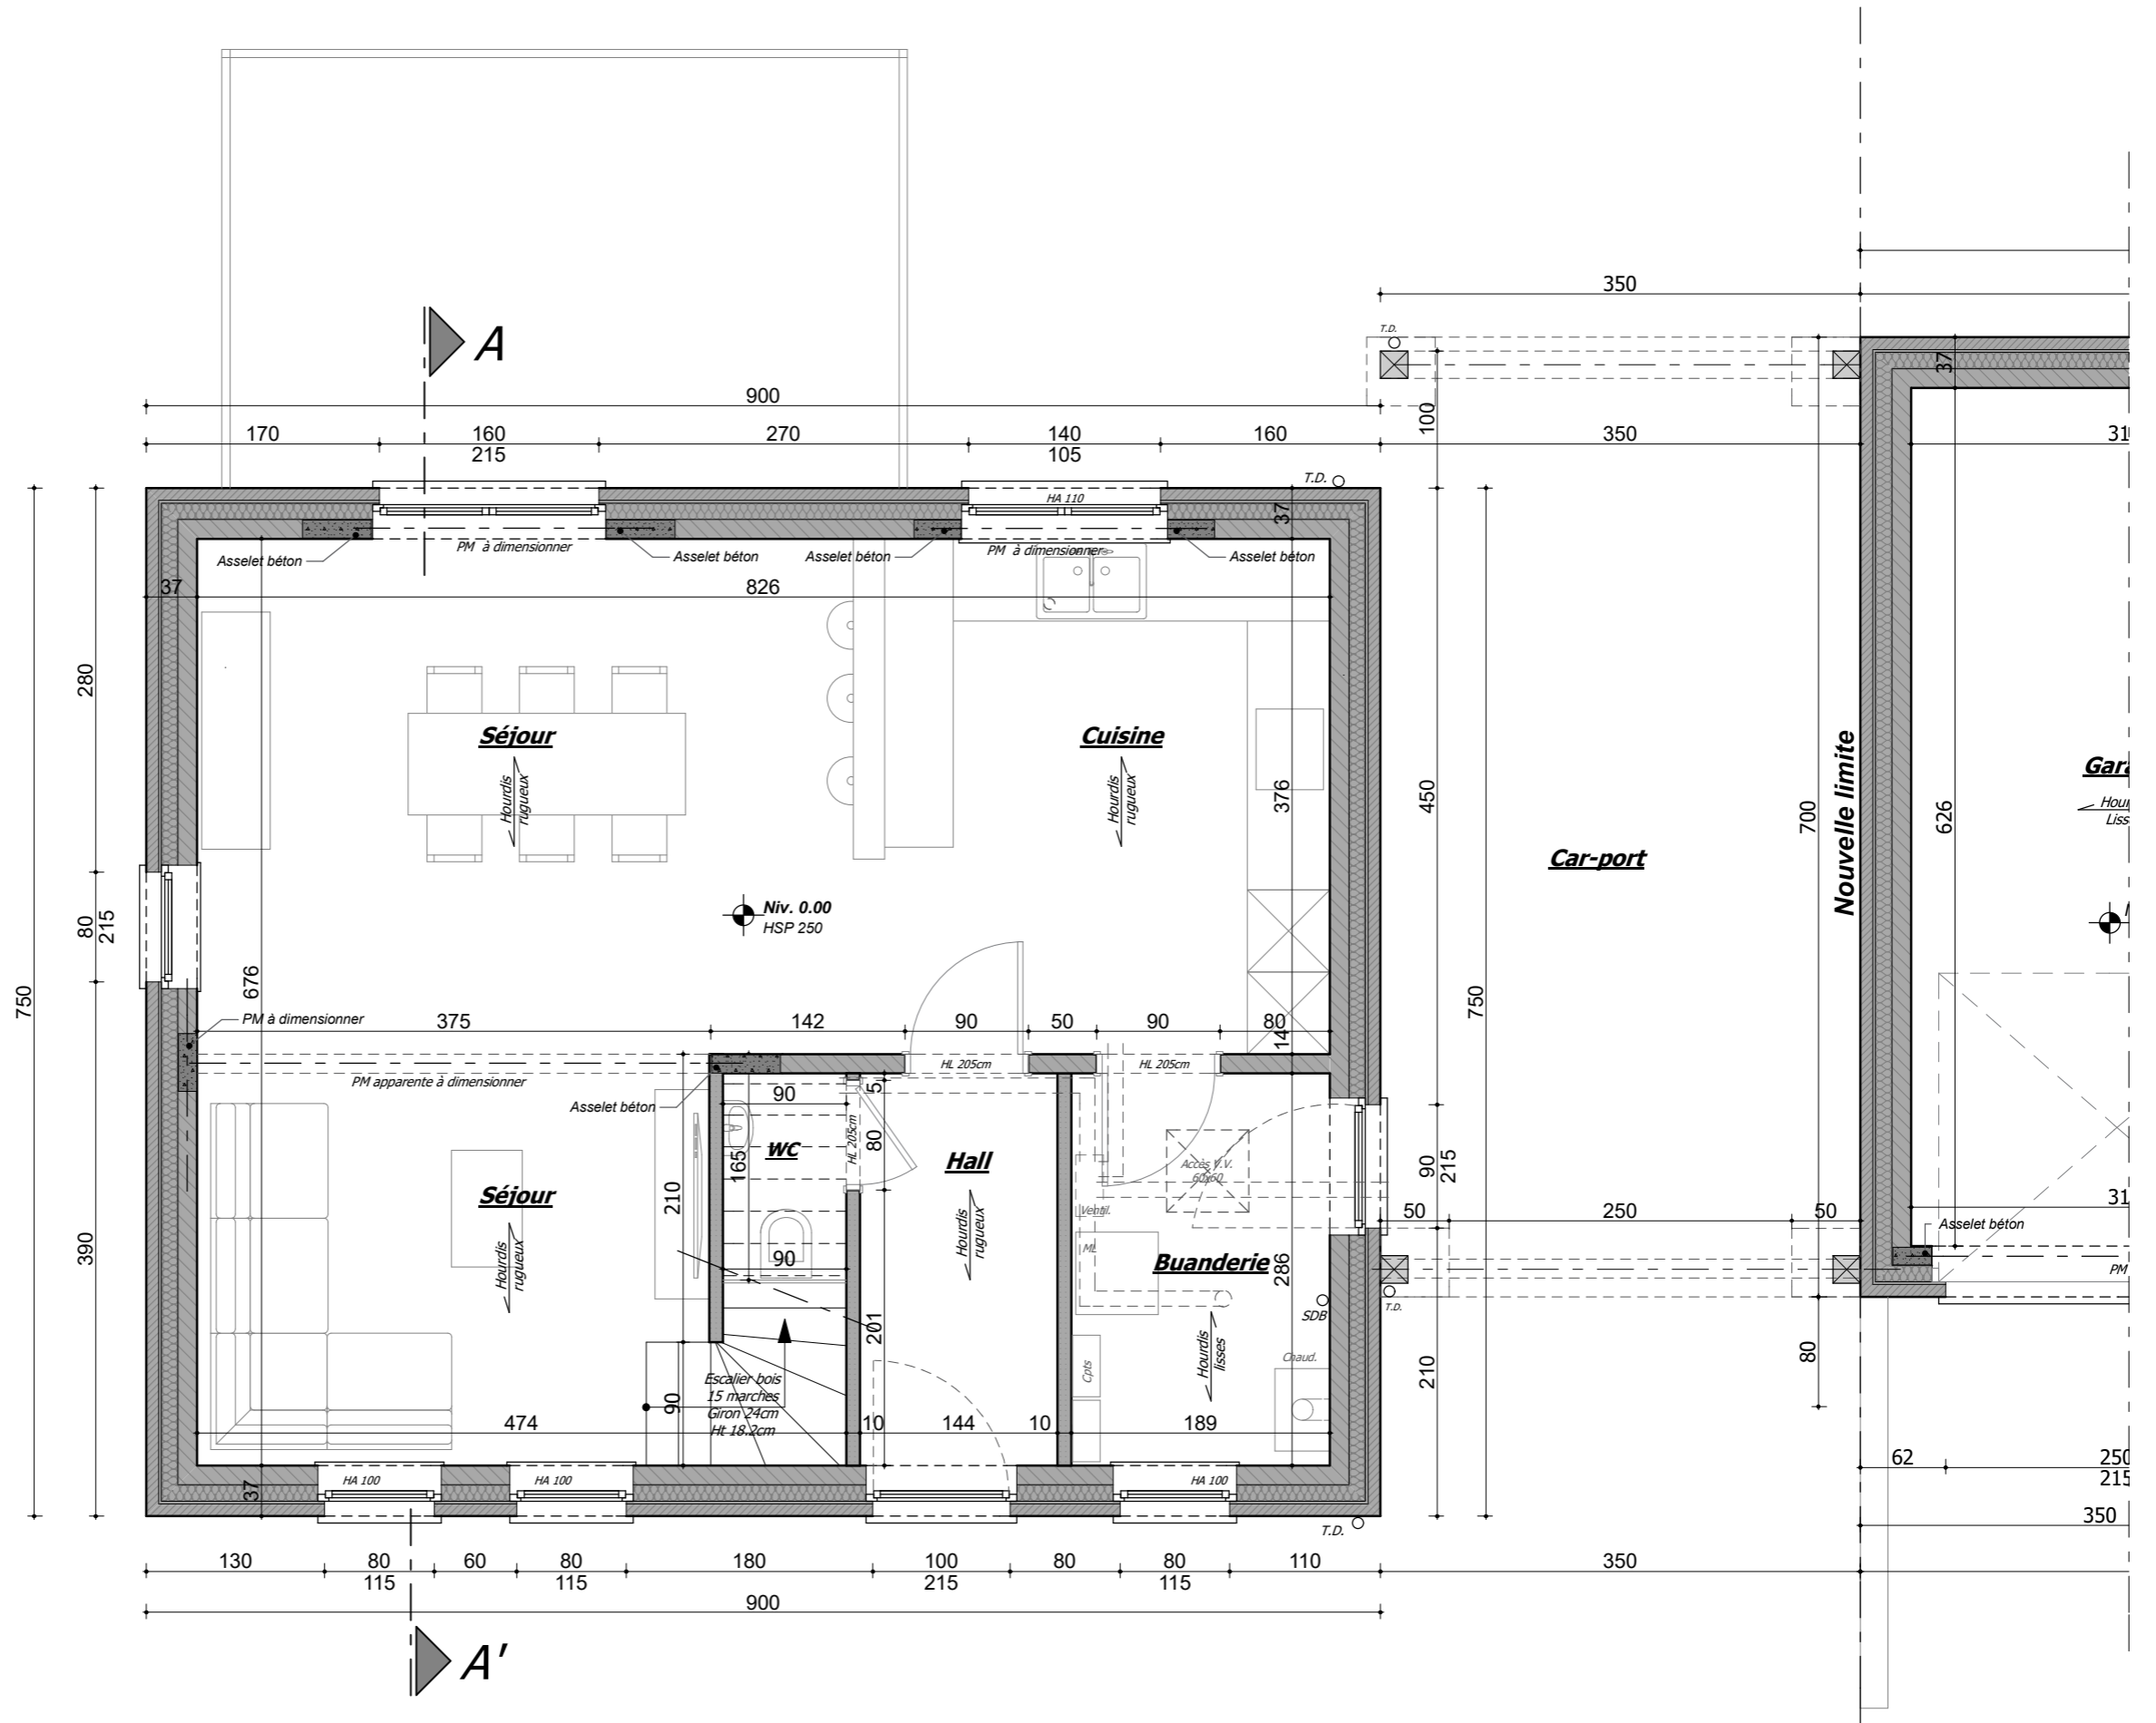 350
T.D.
A
900
100
37
170
160
270
140
160
350
215
105
T.D.
HA 110
37
PM à dimensionner
PM à dimensionner
Asselet béton
Asselet béton
Asselet béton
Asselet béton
37
826
280
Séjour
Cuisine
Nouvelle limite
Hourdis
rugueux
Hourdis
rugueux
376
450
700
626
Car-port
80
215
Niv. 0.00
HSP 250
676
750
750
PM à dimensionner
375
142
90
50
90
80
14
HL 205cm
HL 205cm
PM apparente à dimensionner
Asselet béton
90
5
HL 205cm
80
WC
165
Hall
Accès V.V.
60x60
90
215
210
Séjour
Ventil.
50
250
50
Asselet béton
390
Hourdis
rugueux
Hourdis
rugueux
ML
Buanderie
286
90
PM
SDB
T.D.
201
Hourdis
lisses
Chaud.
80
Cpts
210
Escalier bois
15 marches
Giron 24cm
Ht 18.2cm
90
474
10
144
10
189
62
250
215
37
HA 100
HA 100
HA 100
350
T.D.
130
80
60
80
180
100
80
80
110
350
115
115
215
115
900
A'